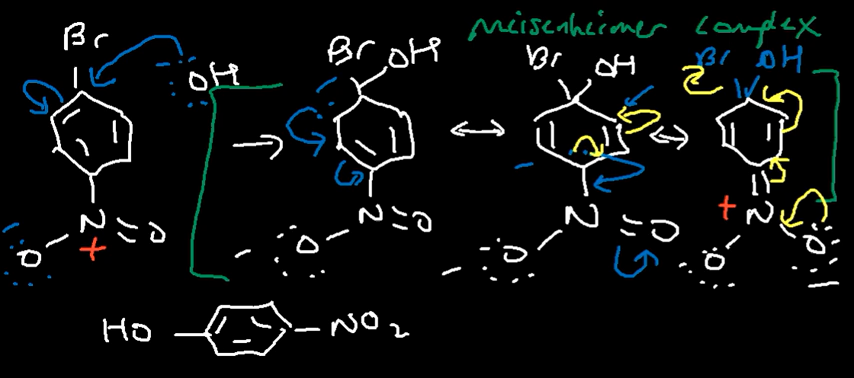 Meisenheimer complex
Br
OH
Br OH
Br OH
Br OH
N = O
O
+
N = O
O
N = O
O
+ N
O
O
HO - NO2